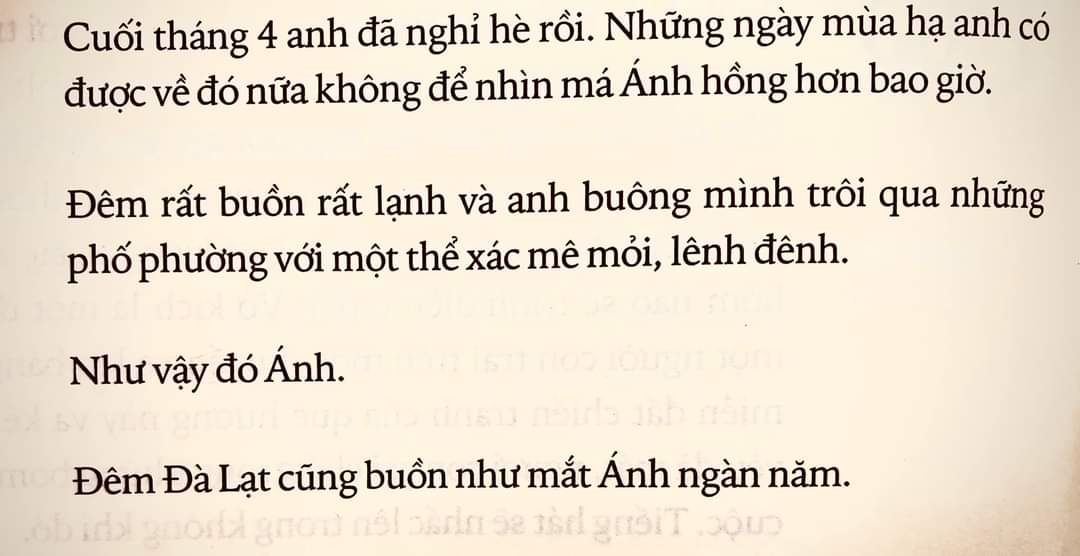 Cuối tháng 4 anh đã nghỉ hè rồi. Những ngày mùa hạ anh có
được về đó nữa không để nhìn má Ánh hồng hơn bao giờ.
Đêm rất buồn rất lạnh và anh buông mình trôi qua những
phố phường với một thể xác mê mỏi, lênh đênh.
Như vậy đó Ánh.
Đêm Đà Lạt cũng buồn như mắt Ánh ngàn năm.